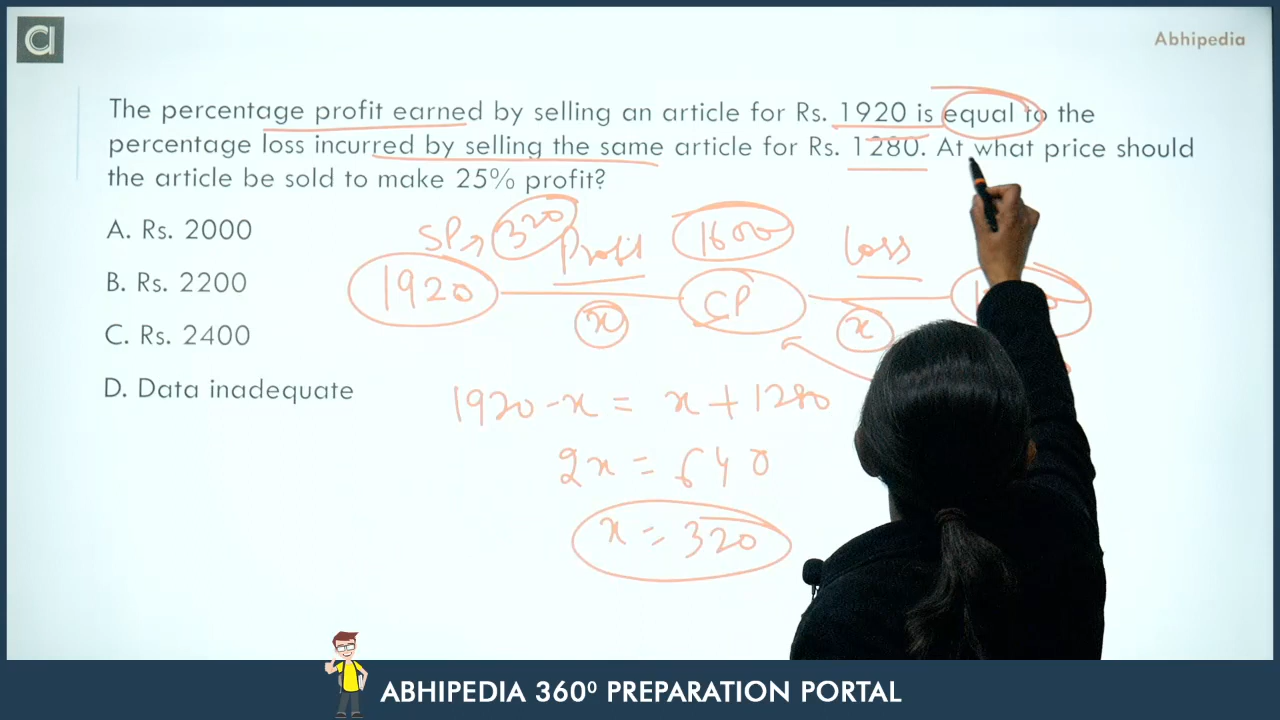 Abhipedia
The percentage profit earned by selling an article for Rs. 1920 is equal to the
percentage loss incurred by selling the same article for Rs. 1280. At what price should
the article be sold to make 25% profit?
A. Rs. 2000
B. Rs. 2200
C. Rs. 2400
D. Data inadequate
SP 320 Profit 1600 loss
1920 x CP x
1920 - x = x + 1280
2x = 640
x = 320
ABHIPEDIA 360⁰ PREPARATION PORTAL